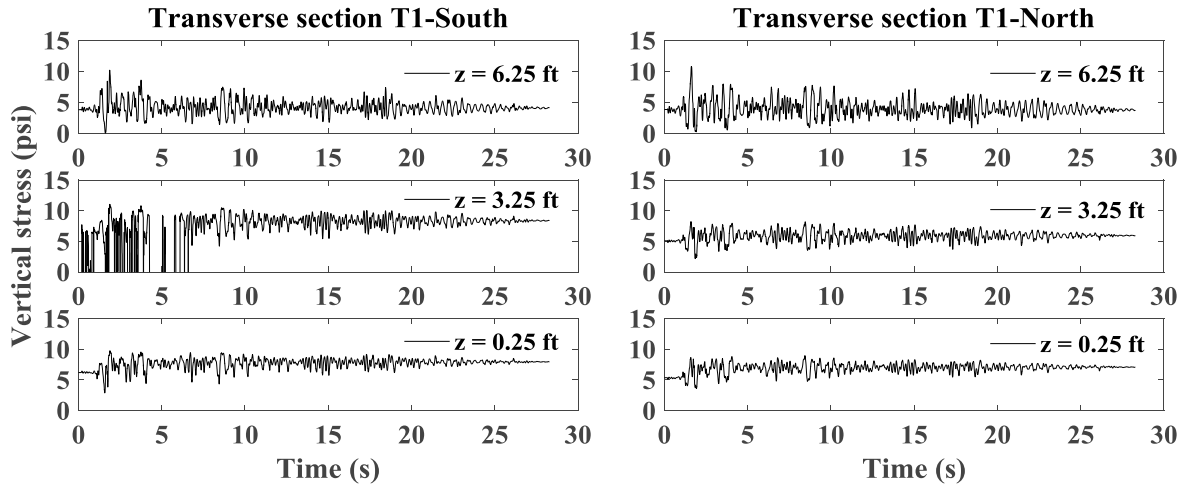 Transverse section T1-South
Transverse section T1-North
Vertical stress (psi)
15
10
5
0
z = 6.25 ft
0 5 10 15 20 25 30
15
10
5
0
z = 6.25 ft
0 5 10 15 20 25 30
15
10
5
0
z = 3.25 ft
0 5 10 15 20 25 30
15
10
5
0
z = 3.25 ft
0 5 10 15 20 25 30
15
10
5
0
z = 0.25 ft
0 5 10 15 20 25 30
15
10
5
0
z = 0.25 ft
0 5 10 15 20 25 30
Time (s)
Time (s)